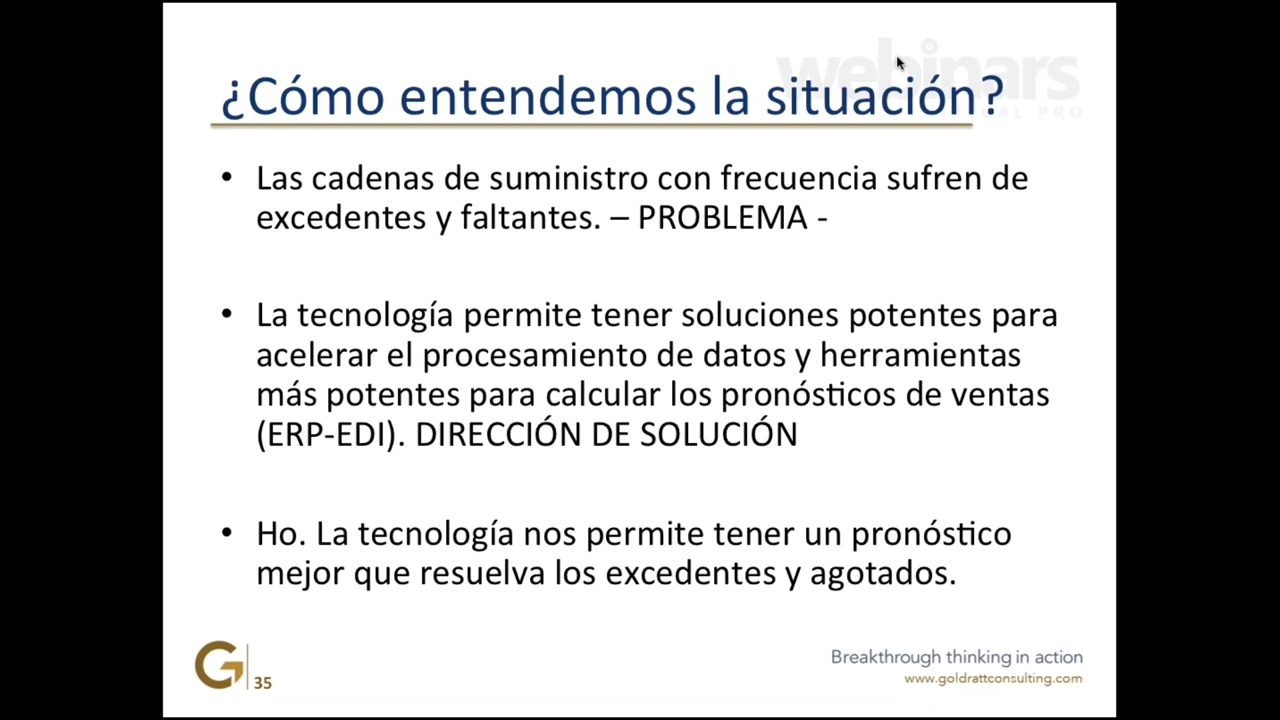 webinars
¿Cómo entendemos la situación?
• Las cadenas de suministro con frecuencia sufren de
excedentes y faltantes. – PROBLEMA -
• La tecnología permite tener soluciones potentes para
acelerar el procesamiento de datos y herramientas
más potentes para calcular los pronósticos de ventas
(ERP-EDI). DIRECCIÓN DE SOLUCIÓN
• Ho. La tecnología nos permite tener un pronóstico
mejor que resuelva los excedentes y agotados.
G 35
Breakthrough thinking in action
www.goldrattconsulting.com